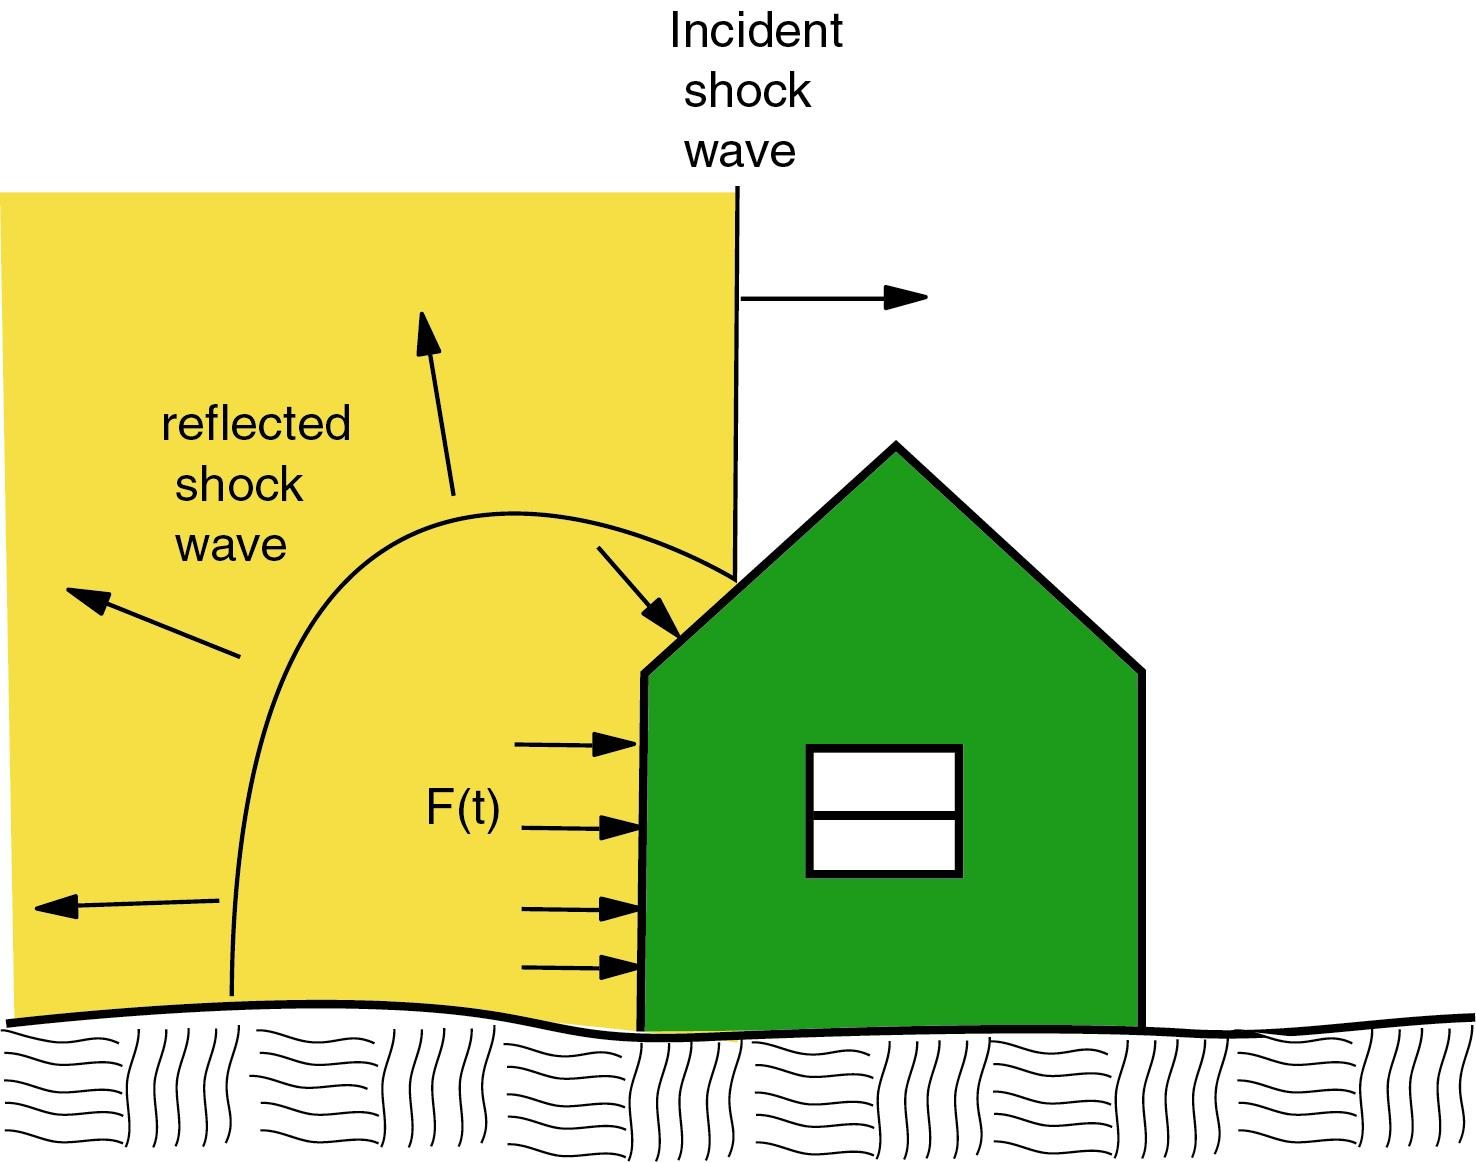 Incident
shock
wave
reflected
shock
wave
F(t)